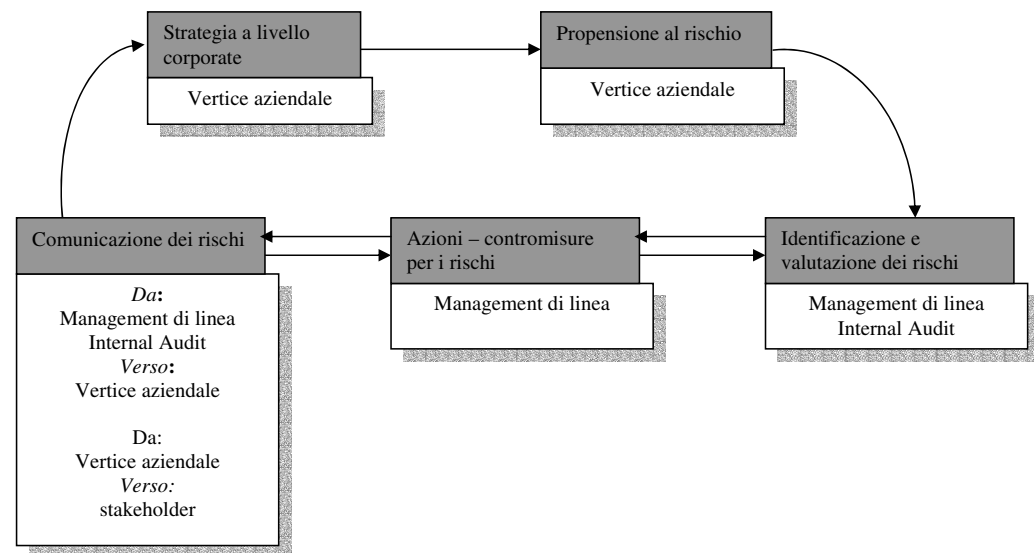 Strategia a livello
corporate
Vertice aziendale
Propensione al rischio
Vertice aziendale
Comunicazione dei rischi
Da:
Management di linea
Internal Audit
Verso:
Vertice aziendale
Da:
Vertice aziendale
Verso:
stakeholder
Azioni – contromisure
per i rischi
Management di linea
Identificazione e
valutazione dei rischi
Management di linea
Internal Audit